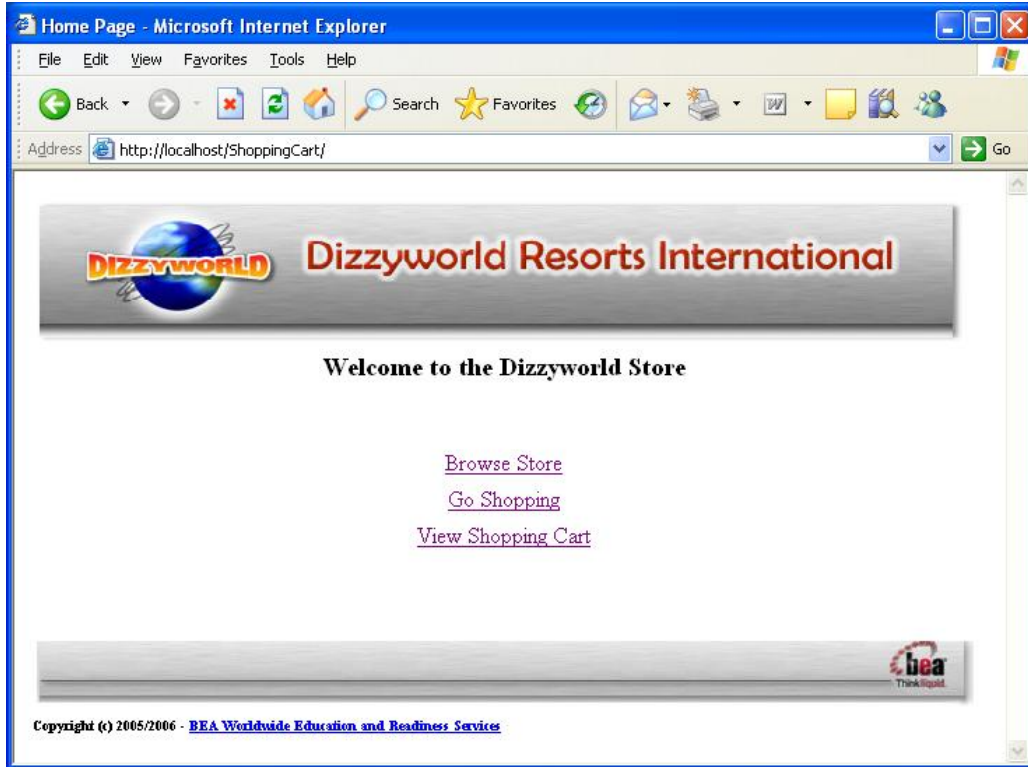 Home Page - Microsoft Internet Explorer
File Edit View Favorites Tools Help
Back Search Favorites W
Address http://localhost/ShoppingCart/ Go
DIZZYWORLD Dizzyworld Resorts International
Welcome to the Dizzyworld Store
Browse Store
Go Shopping
View Shopping Cart
bea
Think liquid.
Copyright (c) 2005/2006 - BEA Worldwide Education and Readiness Services